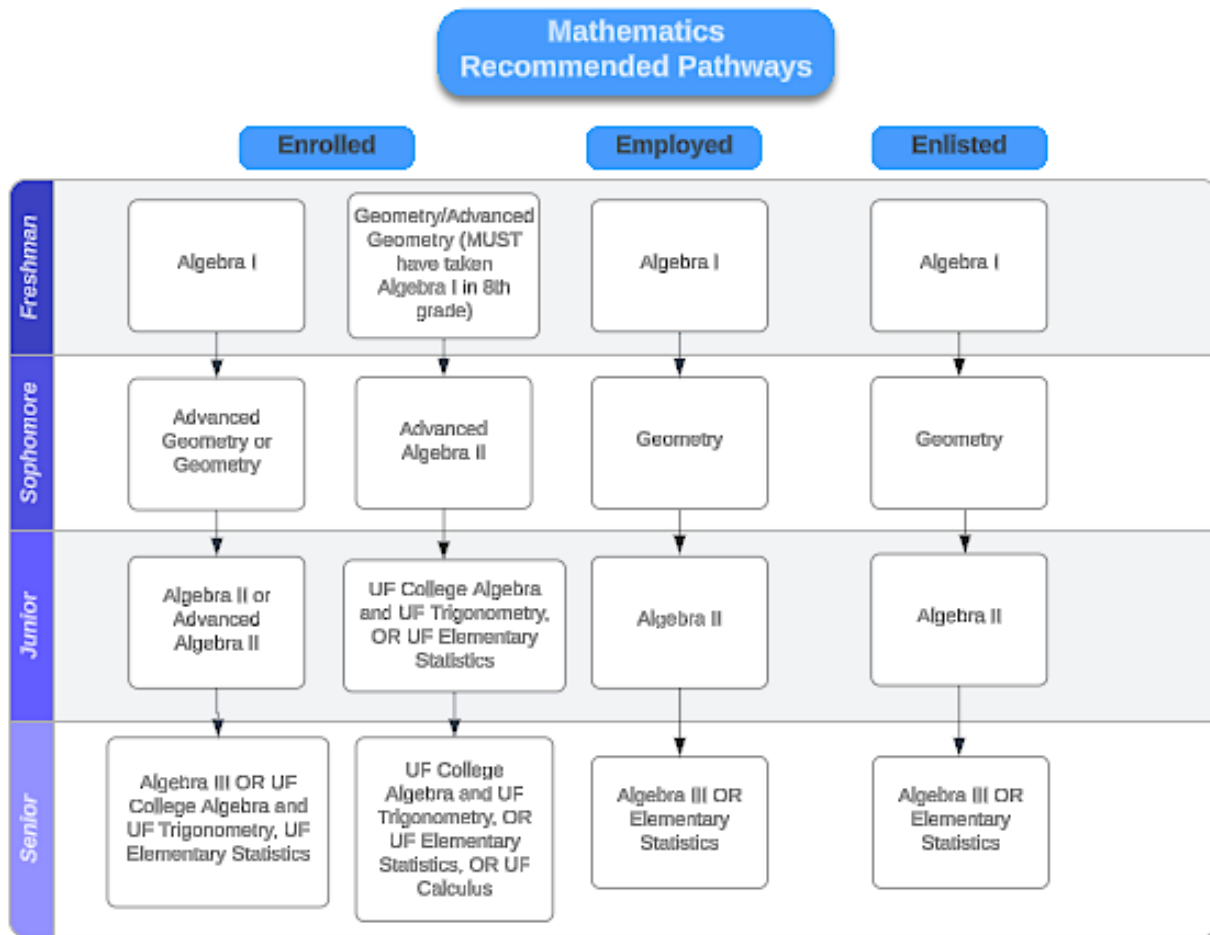 Mathematics
Recommended Pathways
Enrolled
Employed
Enlisted
Freshman
Algebra I
Geometry/Advanced
Geometry (MUST
have taken
Algebra I in 8th
grade)
Algebra I
Algebra I
Sophomore
Advanced
Geometry or
Geometry
Advanced
Algebra II
Geometry
Geometry
Junior
Algebra II or
Advanced
Algebra II
UF College Algebra
and UF Trigonometry,
OR UF Elementary
Statistics
Algebra II
Algebra II
Senior
Algebra III OR UF
College Algebra and
UF Trigonometry, UF
Elementary Statistics
UF College
Algebra and UF
Trigonometry, OR
UF Elementary
Statistics, OR UF
Calculus
Algebra III OR
Elementary
Statistics
Algebra III OR
Elementary
Statistics